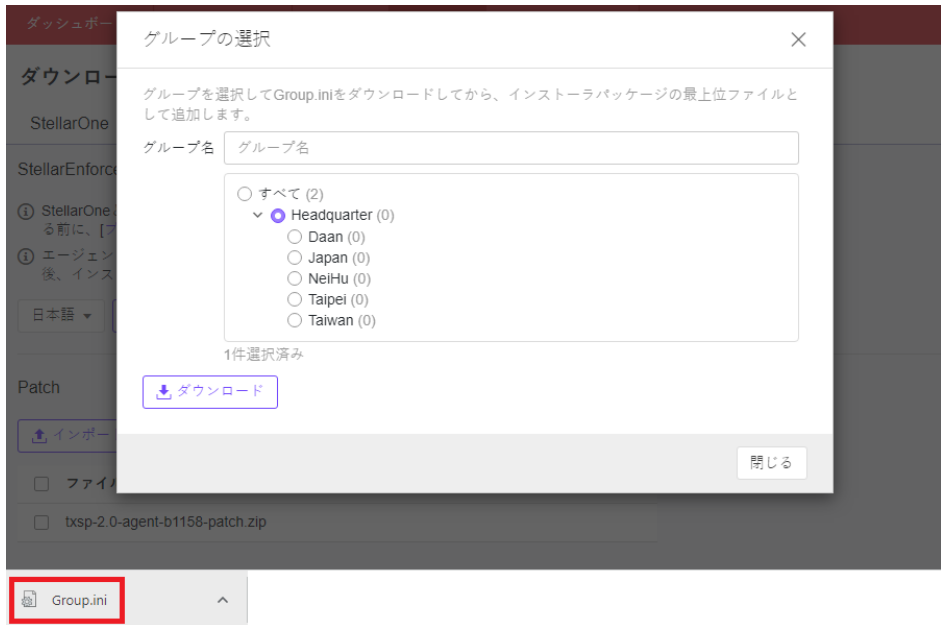 ダッシュボー
グループの選択
ダウンロー
グループを選択してGroup.iniをダウンロードしてから、インストーラパッケージの最上位ファイルと
して追加します。
StellarOne
グループ名 グループ名
StellarEnforce
すべて (2)
StellarOne
Headquarter (0)
る前に、[
Daan (0)
エージェン
Japan (0)
後、インス
NeiHu (0)
日本語
Taipei (0)
Taiwan (0)
1件選択済み
Patch
ダウンロード
インポー
閉じる
ファイル
txsp-2.0-agent-b1158-patch.zip
Group.ini